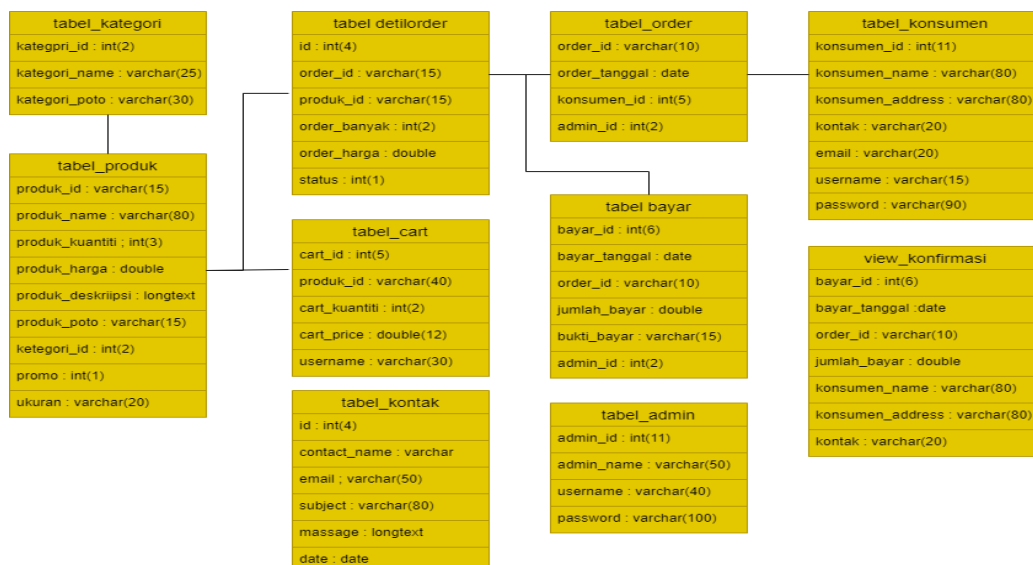 tabel_kategori
kategpri_id : int(2)
kategori_name : varchar(25)
kategori_poto : varchar(30)
tabel_produk
produk_id : varchar(15)
produk_name : varchar(80)
produk_kuantiti ; int(3)
produk_harga : double
produk_deskriipsi : longtext
produk_poto : varchar(15)
ketegori_id : int(2)
promo : int(1)
ukuran : varchar(20)
tabel detilorder
id : int(4)
order_id : varchar(15)
produk_id : varchar(15)
order_banyak : int(2)
order_harga : double
status : int(1)
tabel_cart
cart_id : int(5)
produk_id : varchar(40)
cart_kuantiti : int(2)
cart_price : double(12)
username : varchar(30)
tabel_kontak
id : int(4)
contact_name : varchar
email ; varchar(50)
subject : varchar(80)
massage : longtext
date : date
tabel_order
order_id : varchar(10)
order_tanggal : date
konsumen_id : int(5)
admin_id : int(2)
tabel bayar
bayar_id : int(6)
bayar_tanggal : date
order_id : varchar(10)
jumlah_bayar : double
bukti_bayar : varchar(15)
admin_id : int(2)
tabel_admin
admin_id : int(11)
admin_name : varchar(50)
username : varchar(40)
password : varchar(100)
tabel_konsumen
konsumen_id : int(11)
konsumen_name : varchar(80)
konsumen_address : varchar(80)
kontak : varchar(20)
email : varchar(20)
username : varchar(15)
password : varchar(90)
view_konfirmasi
bayar_id : int(6)
bayar_tanggal :date
order_id : varchar(10)
jumlah_bayar : double
konsumen_name : varchar(80)
konsumen_address : varchar(80)
kontak : varchar(20)